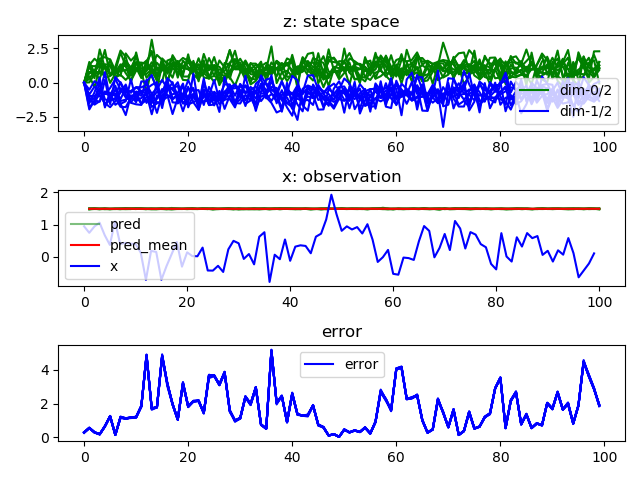 z: state space
2.5
0.0
−2.5
dim-0/2
dim-1/2
0 20 40 60 80 100
x: observation
2
1
0
pred
pred_mean
x
0 20 40 60 80 100
error
4
2
0
error
0 20 40 60 80 100